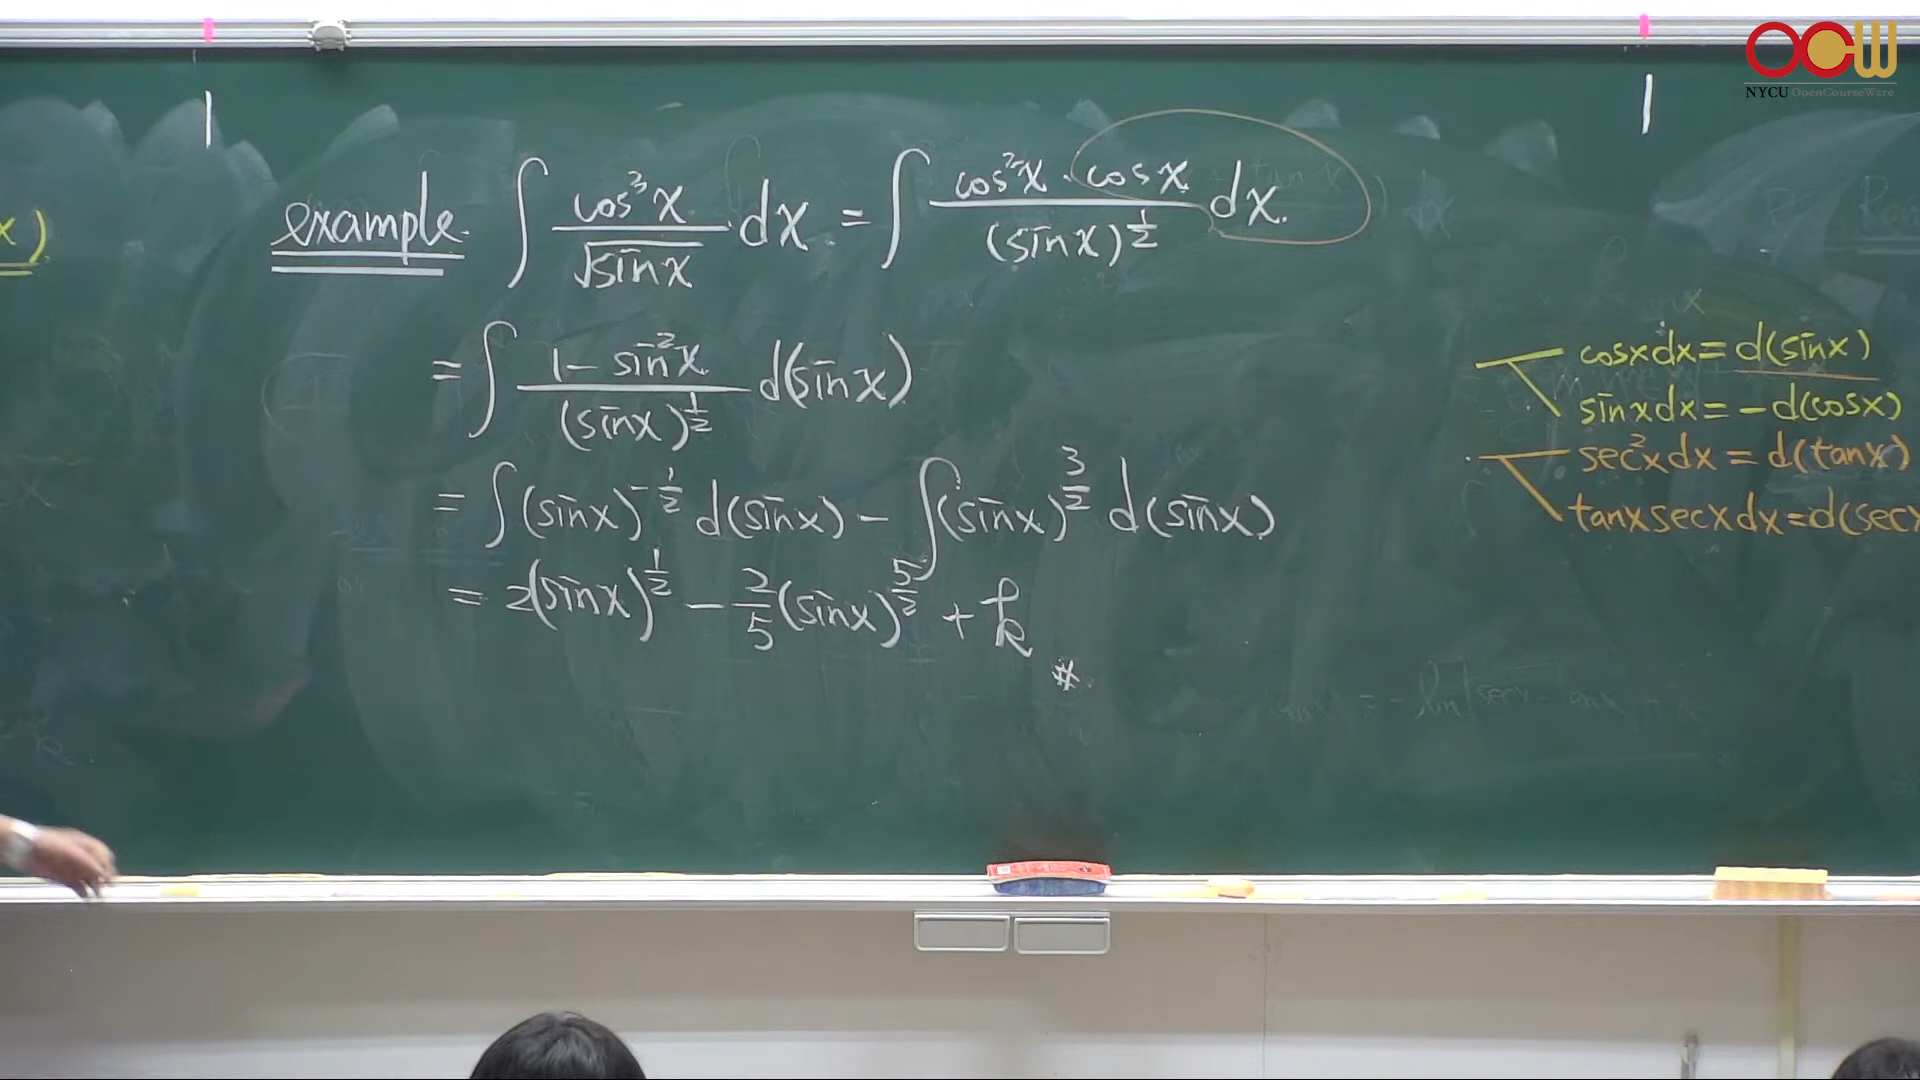 OCW
NYCU OpenCourseWare
x)
example. ∫ cos³x / √sinx dx = ∫ cos²x · cosx / (sinx)^{1/2} dx.
= ∫ 1 - sin²x / (sinx)^{1/2} d(sinx)
= ∫ (sinx)^{-1/2} d(sinx) - ∫ (sinx)^{3/2} d(sinx)
= 2(sinx)^{1/2} - 2/5 (sinx)^{5/2} + k #
cosxdx = d(sinx)
sinxdx = -d(cosx)
sec²xdx = d(tanx)
tanxsecxdx = d(secx